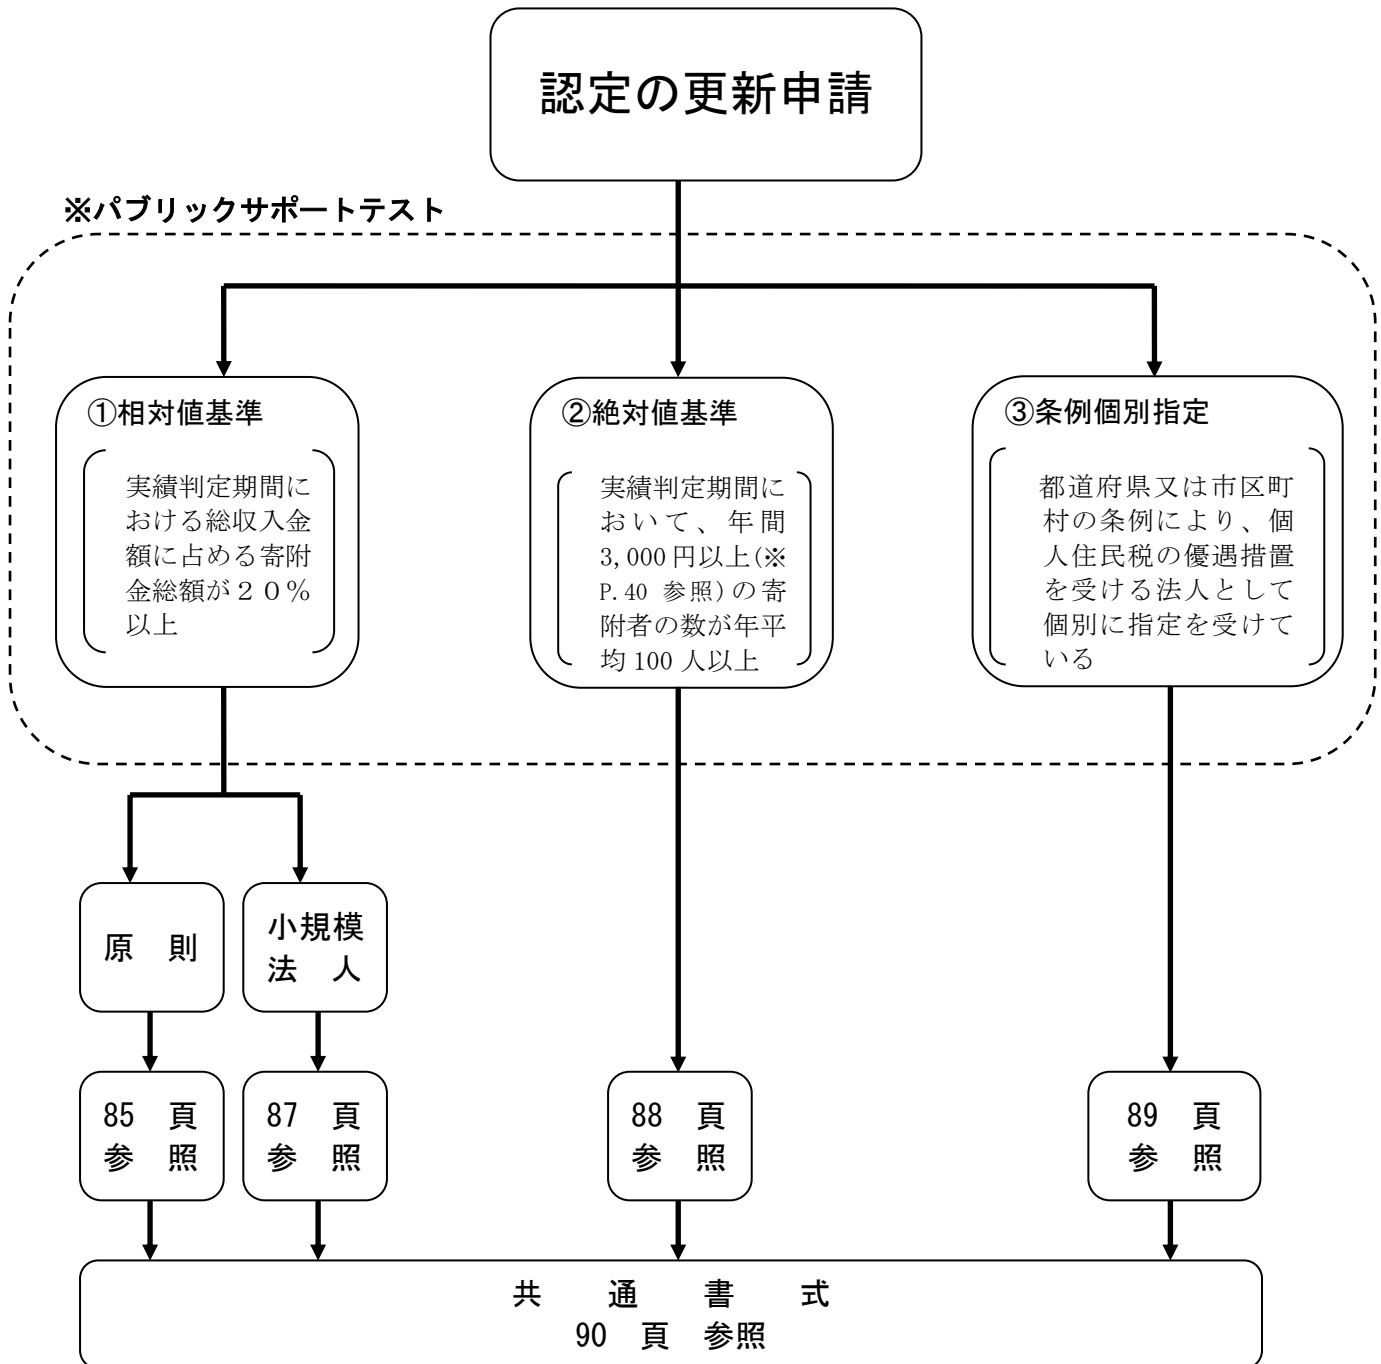 認定の更新申請
※パブリックサポートテスト
①相対値基準
実績判定期間に
おける総収入金
額に占める寄附
金総額が２０％
以上
②絶対値基準
実績判定期間に
おいて、年間
3,000円以上(※
P.40 参照)の寄
附者の数が年平
均100人以上
③条例個別指定
都道府県又は市区町
村の条例により、個
人住民税の優遇措置
を受ける法人として
個別に指定を受けて
いる
原　則
小規模
法　人
85　頁
参　照
87　頁
参　照
88　頁
参　照
89　頁
参　照
共　通　書　式
90　頁　参照